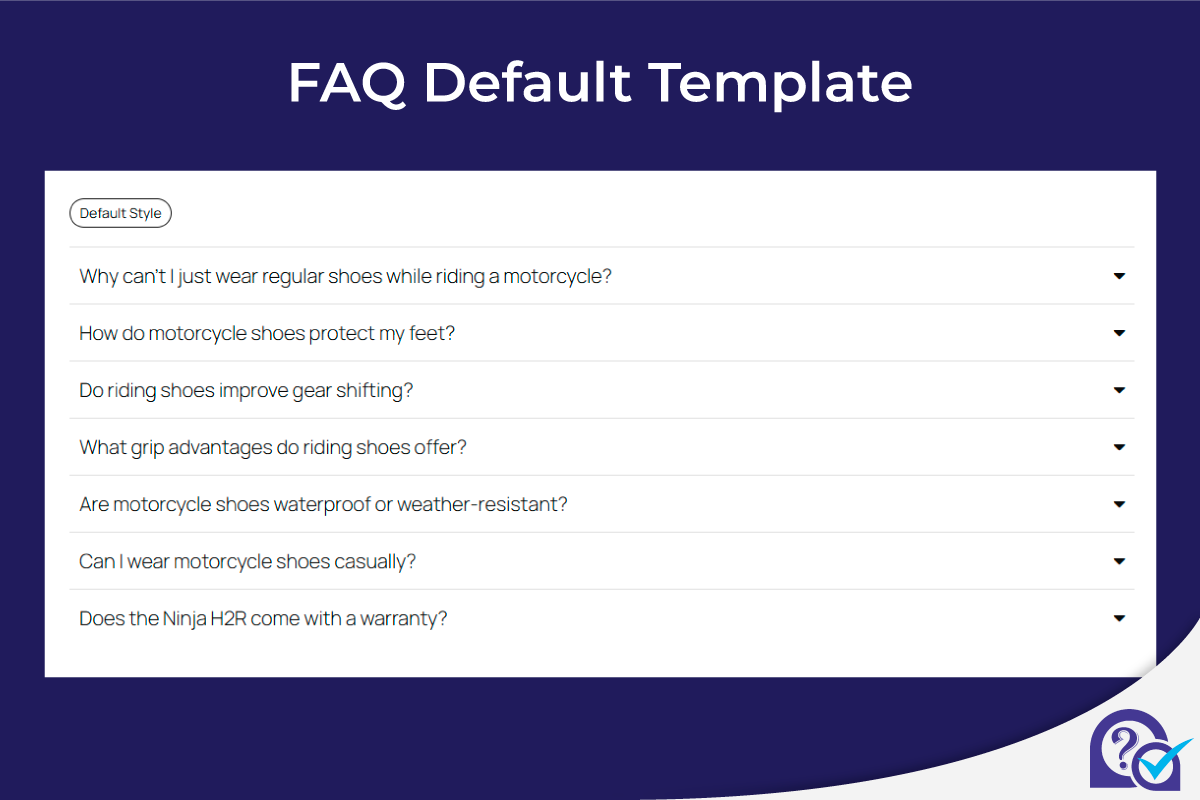 FAQ Default Template
Default Style
Why can't I just wear regular shoes while riding a motorcycle?
How do motorcycle shoes protect my feet?
Do riding shoes improve gear shifting?
What grip advantages do riding shoes offer?
Are motorcycle shoes waterproof or weather-resistant?
Can I wear motorcycle shoes casually?
Does the Ninja H2R come with a warranty?
?